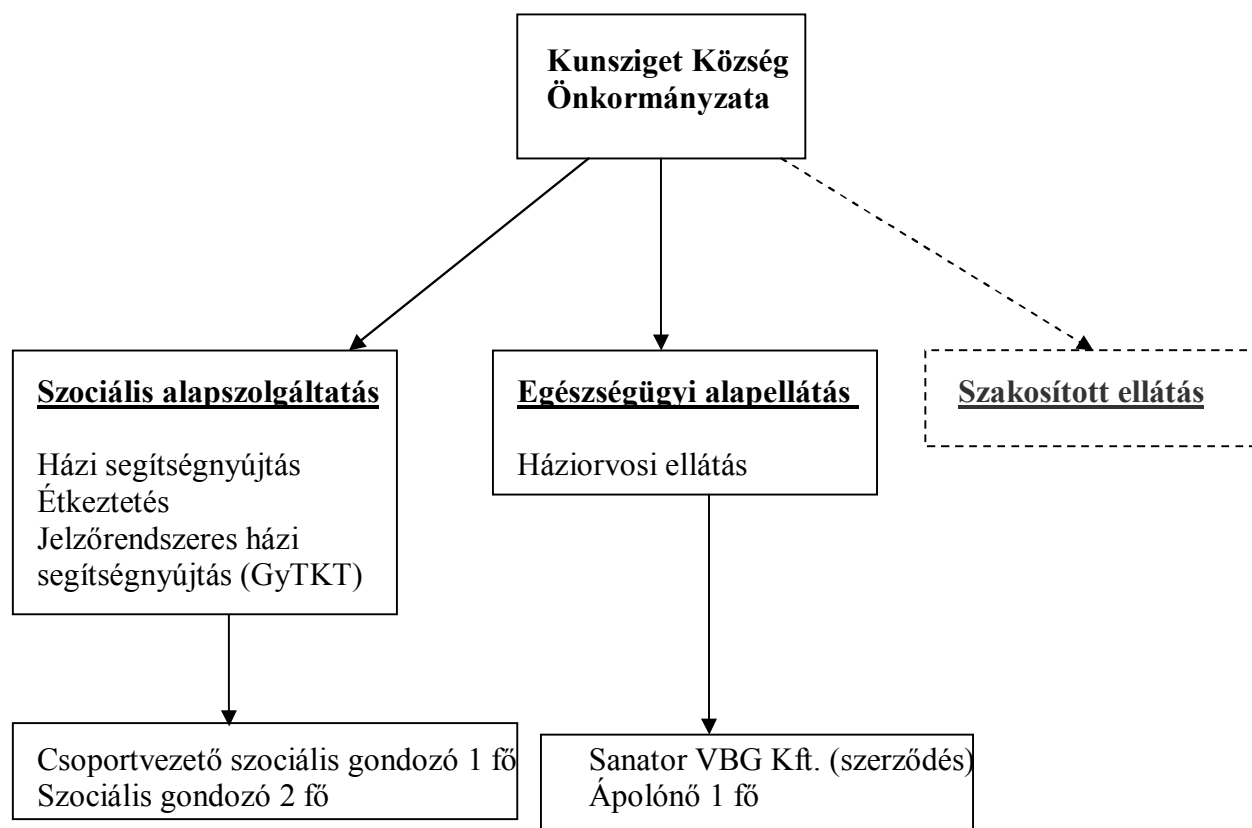 Kunsziget Község
Önkormányzata
Szociális alapszolgáltatás
Házi segítségnyújtás
Étkeztetés
Jelzőrendszeres házi
segítségnyújtás (GyTKT)
Egészségügyi alapellátás
Háziorvosi ellátás
Szakosított ellátás
Csoportvezető szociális gondozó 1 fő
Szociális gondozó 2 fő
Sanator VBG Kft. (szerződés)
Ápolónő 1 fő